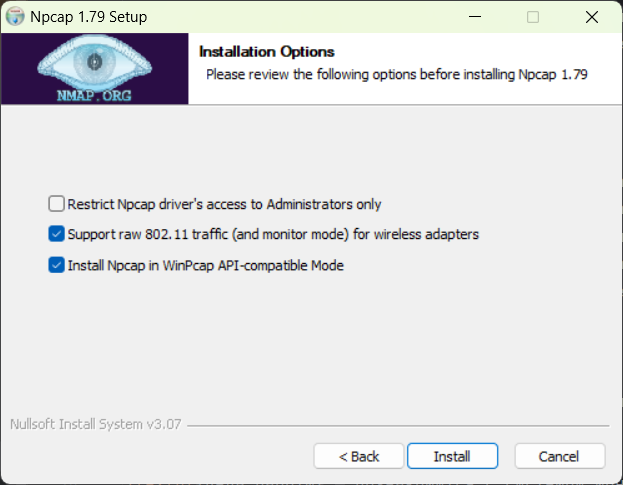 Npcap 1.79 Setup
NMAP.ORG
Installation Options
Please review the following options before installing Npcap 1.79
Restrict Npcap driver's access to Administrators only
Support raw 802.11 traffic (and monitor mode) for wireless adapters
Install Npcap in WinPcap API-compatible Mode
Nullsoft Install System v3.07
< Back
Install
Cancel